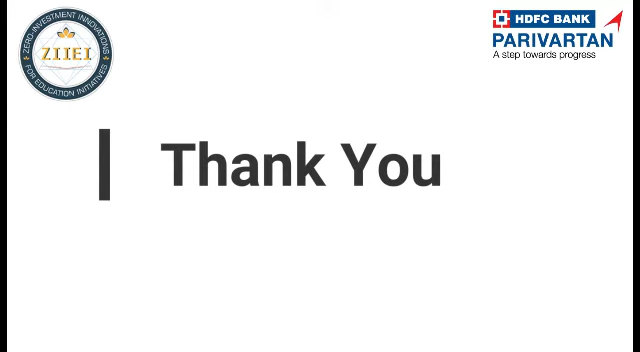 ZERO-INVESTMENT INNOVATIONS
ZIIEI
FOR EDUCATION INITIATIVES
HDFC BANK
PARIVARTAN
A step towards progress
Thank You